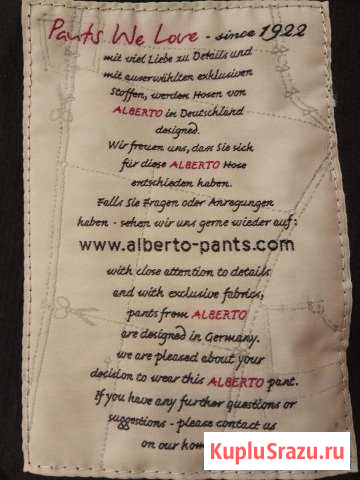 Pants We Love - since 1922
mit viel Liebe zu Details und
mit auserwählten exklusiven
Stoffen, werden Hosen von
ALBERTO in Deutschland
designed.
Wir freuen uns, dass Sie sich
für diese ALBERTO Hose
entschieden haben.
Falls Sie Fragen oder Anregungen
haben - sehen wir uns gerne wieder auf:
www.alberto-pants.com
with close attention to details
and with exclusive fabrics,
pants from ALBERTO
are designed in Germany.
we are pleased about your
decision to wear this ALBERTO pant.
If you have any further questions or
suggestions - please contact us
on our
KupluSrazu.ru